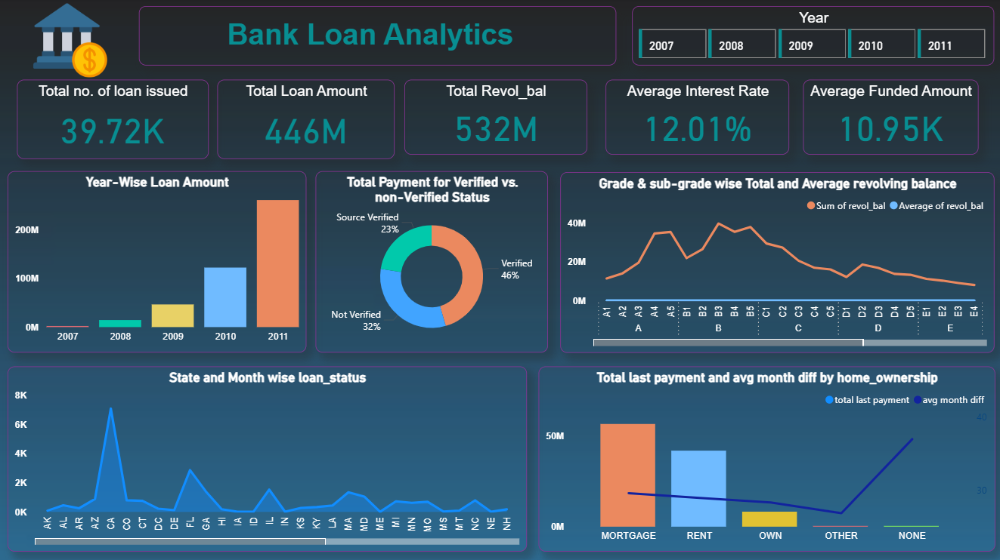 Bank Loan Analytics
Year
2007
2008
2009
2010
2011
Total no. of loan issued
39.72K
Total Loan Amount
446M
Total Revol_bal
532M
Average Interest Rate
12.01%
Average Funded Amount
10.95K
Year-Wise Loan Amount
200M
100M
0M
2007
2008
2009
2010
2011
Total Payment for Verified vs.
non-Verified Status
Source Verified
23%
Verified
46%
Not Verified
32%
Grade & sub-grade wise Total and Average revolving balance
Sum of revol_bal
Average of revol_bal
40M
20M
0M
A1
A2
A3
A4
A5
B1
B2
B3
B4
B5
C1
C2
C3
C4
C5
D1
D2
D3
D4
D5
E1
E2
E3
E4
A
B
C
D
E
State and Month wise loan_status
8K
6K
4K
2K
0K
AK
AL
AR
AZ
CA
CO
CT
DC
DE
FL
GA
HI
IA
ID
IL
IN
KS
KY
LA
MA
MD
ME
MI
MN
MO
MS
MT
NC
NE
NH
Total last payment and avg month diff by home_ownership
total last payment
avg month diff
50M
0M
40
30
MORTGAGE
RENT
OWN
OTHER
NONE